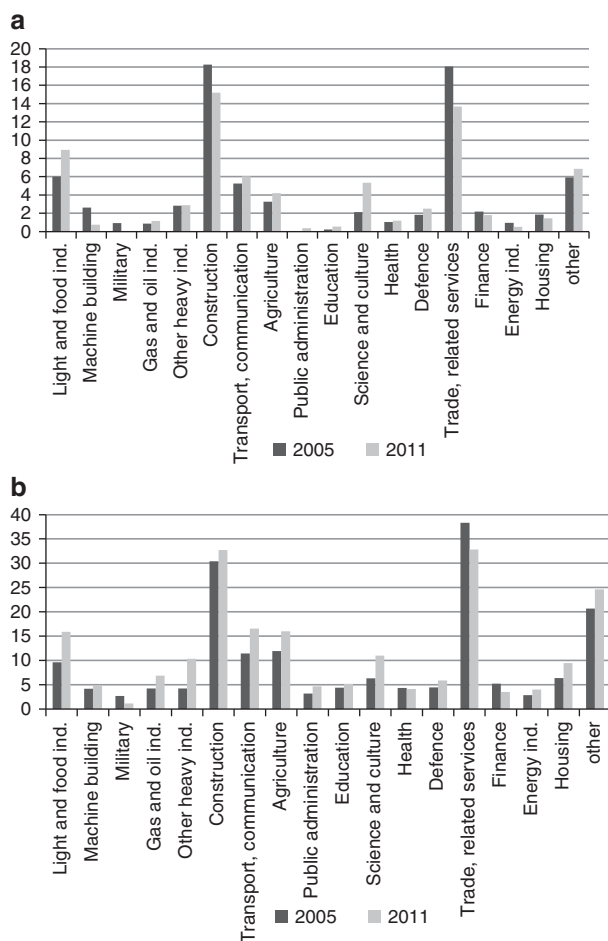 a
20
18
16
14
12
10
8
6
4
2
0
Light and food ind.
Machine building
Military
Gas and oil ind.
Other heavy ind.
Construction
Transport, communication
Agriculture
Public administration
Education
Science and culture
Health
Defence
Trade, related services
Finance
Energy ind.
Housing
other
2005 2011
b
40
35
30
25
20
15
10
5
0
Light and food ind.
Machine building
Military
Gas and oil ind.
Other heavy ind.
Construction
Transport, communication
Agriculture
Public administration
Education
Science and culture
Health
Defence
Trade, related services
Finance
Energy ind.
Housing
other
2005 2011